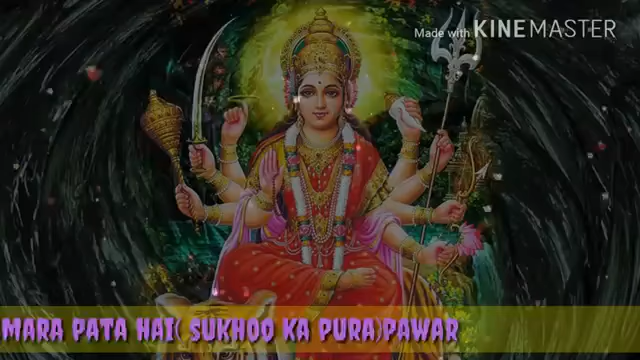 Made with KINEMASTER
MARA PATA HAI( SUKHOO KA PURA)PAWAR